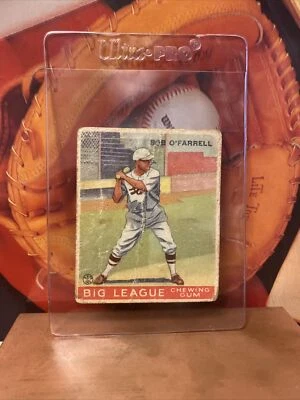 Ultra•PRO®
BOB O'FARRELL
BIG LEAGUE
CHEWING
GUM